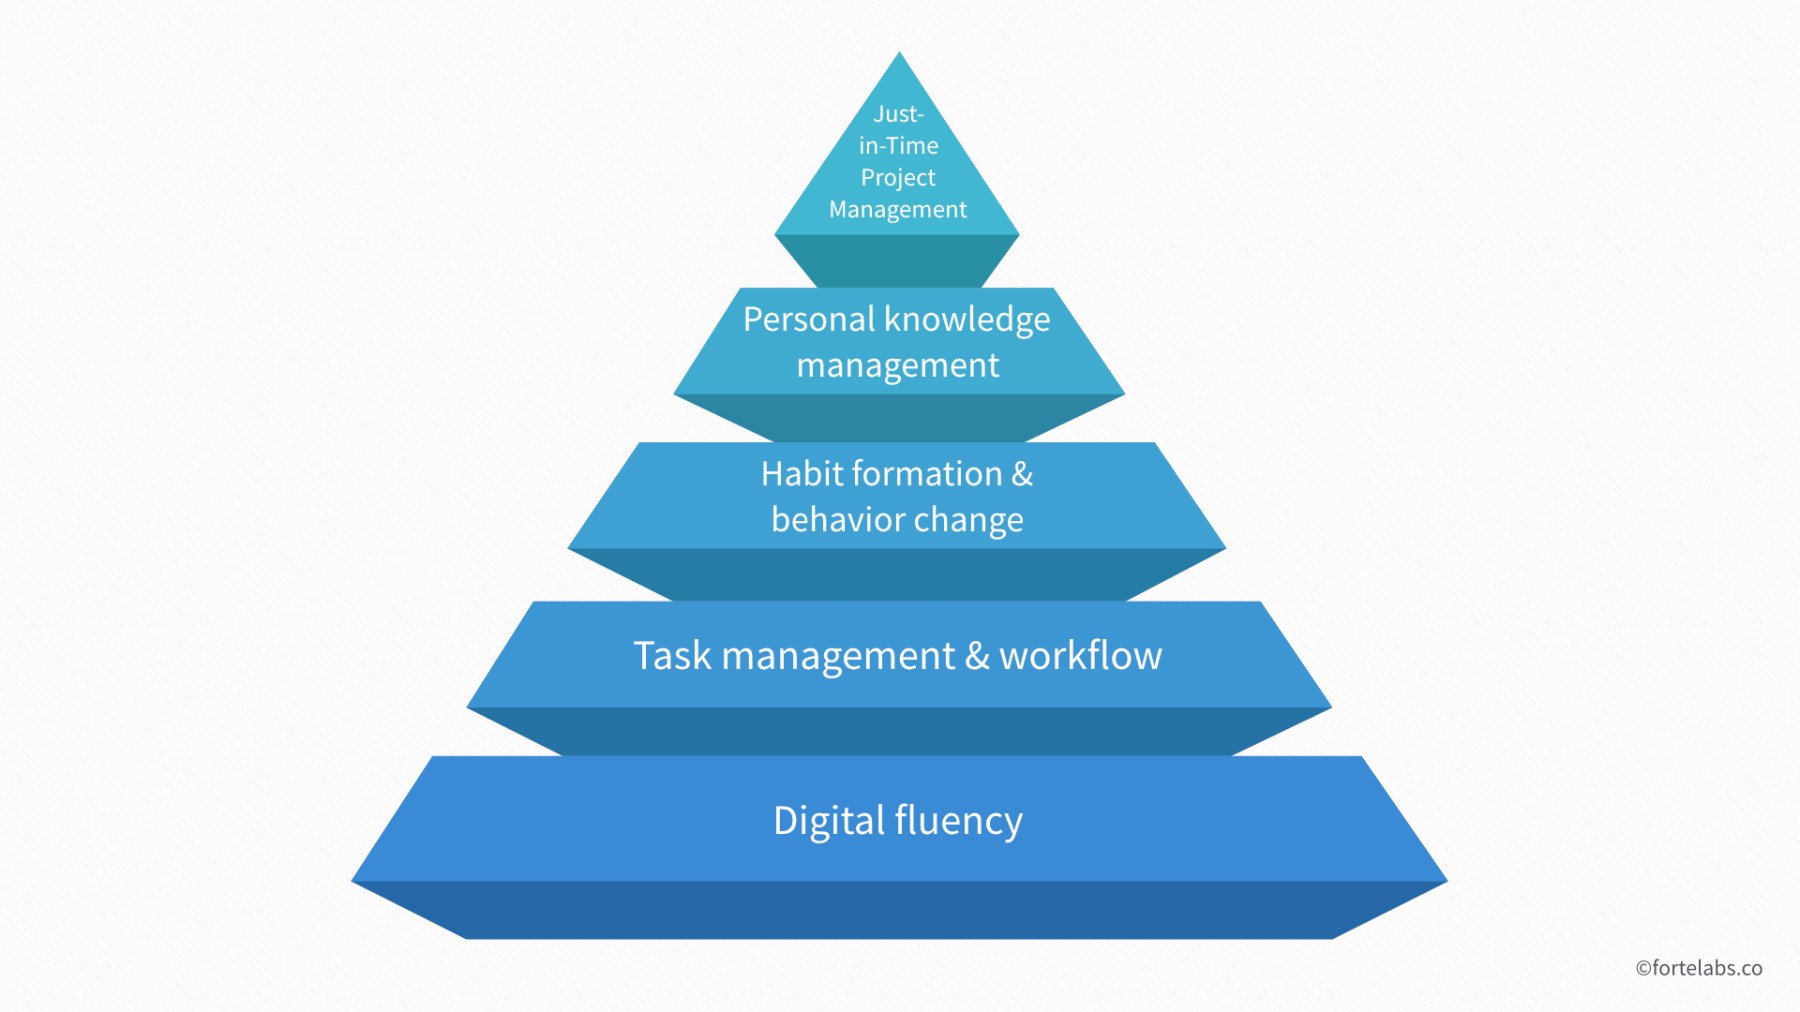 Just-
in-Time
Project
Management
Personal knowledge
management
Habit formation &
behavior change
Task management & workflow
Digital fluency
©fortelabs.co